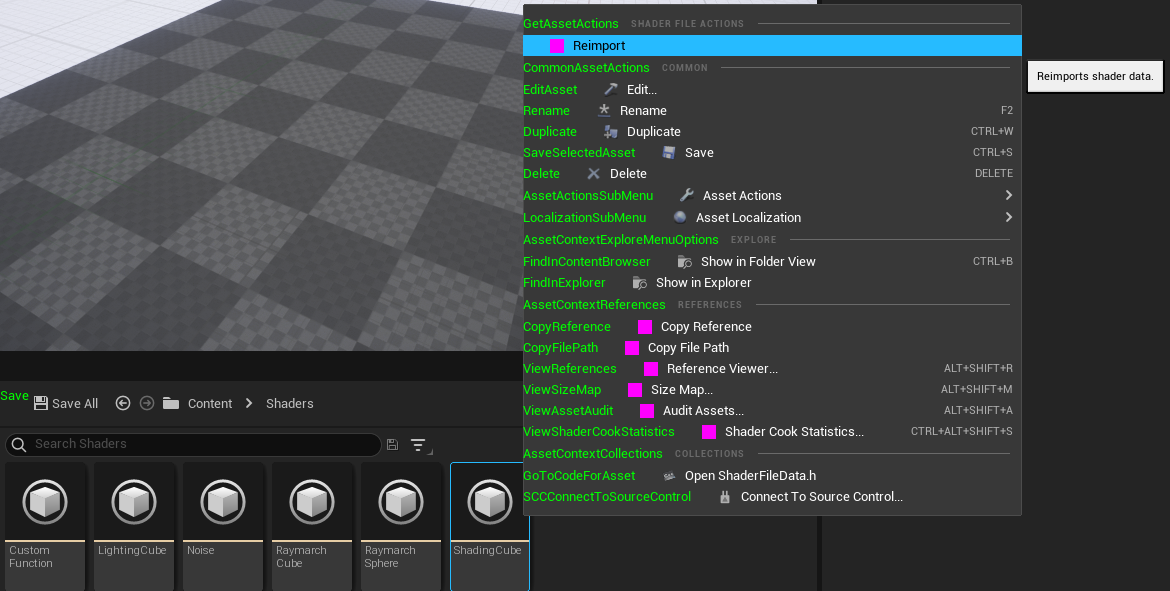 GetAssetActions SHADER FILE ACTIONS
Reimport
Reimports shader data.
CommonAssetActions COMMON
EditAsset Edit...
Rename Rename F2
Duplicate Duplicate CTRL+W
SaveSelectedAsset Save CTRL+S
Delete Delete DELETE
AssetActionsSubMenu Asset Actions
LocalizationSubMenu Asset Localization
AssetContextExploreMenuOptions EXPLORE
FindInContentBrowser Show in Folder View CTRL+B
FindInExplorer Show in Explorer
AssetContextReferences REFERENCES
CopyReference Copy Reference
CopyFilePath Copy File Path
ViewReferences Reference Viewer... ALT+SHIFT+R
ViewSizeMap Size Map... ALT+SHIFT+M
ViewAssetAudit Audit Assets... ALT+SHIFT+A
ViewShaderCookStatistics Shader Cook Statistics... CTRL+ALT+SHIFT+S
AssetContextCollections COLLECTIONS
GoToCodeForAsset Open ShaderFileData.h
SCCConnectToSourceControl Connect To Source Control...
Save Save All Content Shaders
Search Shaders
Custom
Function
LightingCube
Noise
Raymarch
Cube
Raymarch
Sphere
ShadingCube